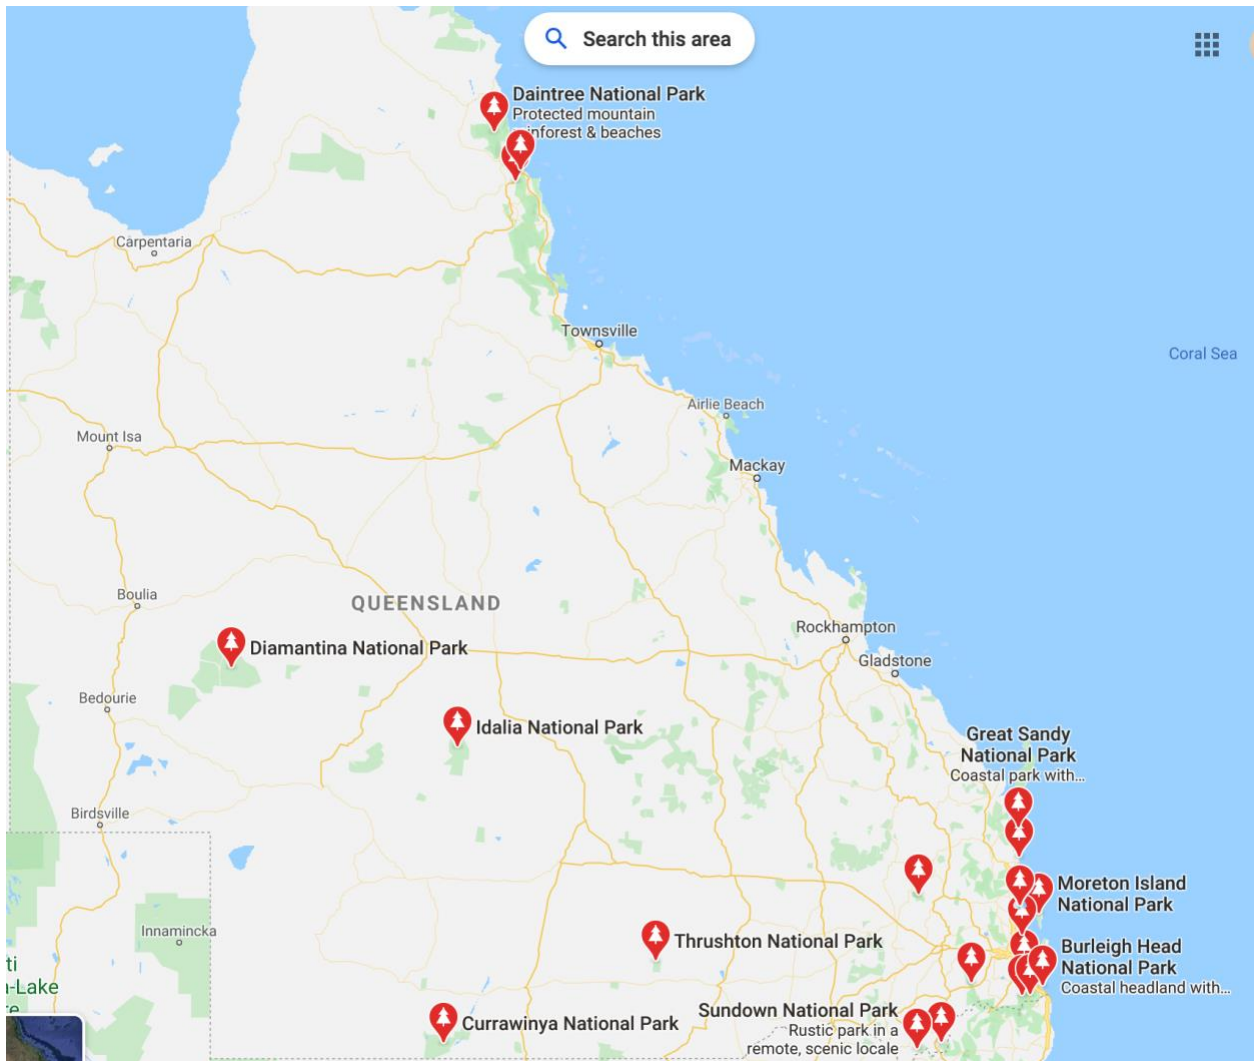 Search this area
Daintree National Park
Protected mountain
inforest & beaches
Carpentaria
Townsville
Coral Sea
Airlie Beach
Mount Isa
Mackay
Boulia
QUEENSLAND
Rockhampton
Diamantina National Park
Gladstone
Bedourie
Idalia National Park
Great Sandy
National Park
Coastal park with...
Birdsville
Moreton Island
National Park
Innamincka
Thrushton National Park
Burleigh Head
National Park
Coastal headland with...
ti
-Lake
re
Sundown National Park
Rustic park in a
remote, scenic locale
Currawinya National Park